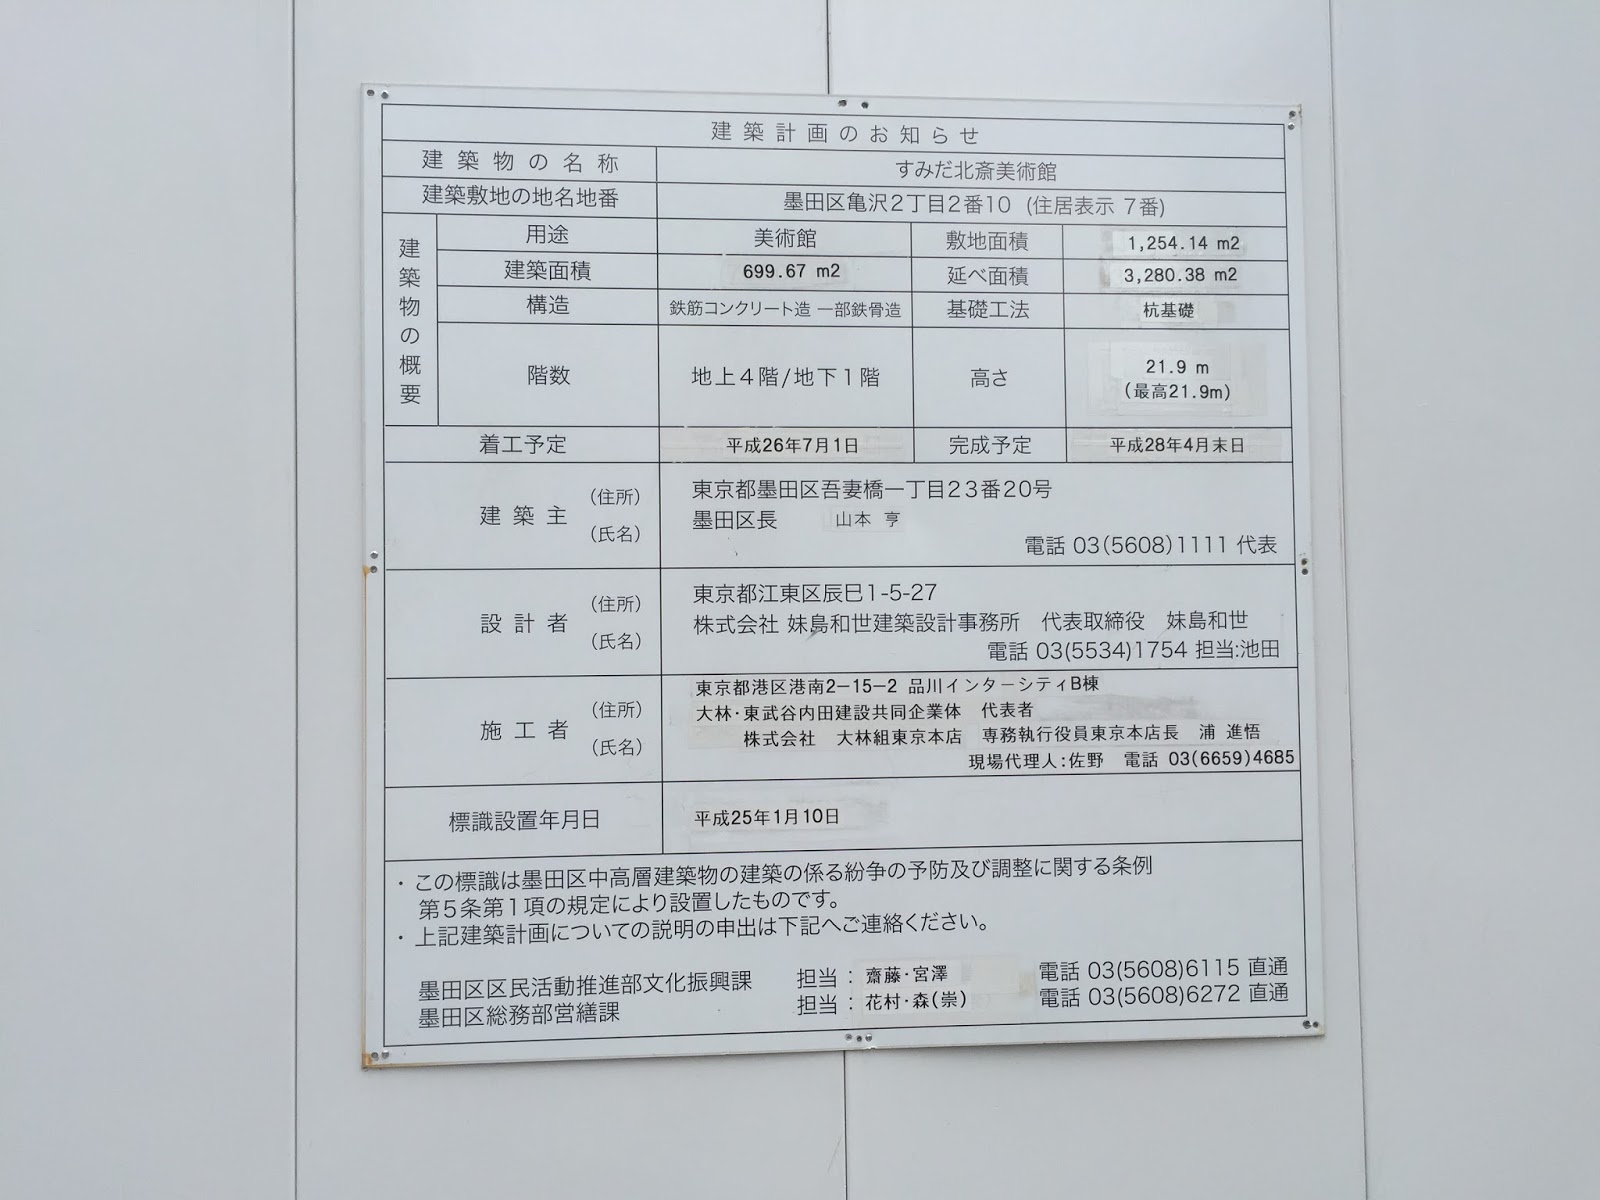 建築計画のお知らせ
建築物の名称 すみだ北斎美術館
建築敷地の地名地番 墨田区亀沢2丁目2番10 (住居表示 7番)
建築物の概要
用途 美術館 敷地面積 1,254.14 m2
建築面積 699.67 m2 延べ面積 3,280.38 m2
構造 鉄筋コンクリート造 一部鉄骨造 基礎工法 杭基礎
階数 地上4階/地下1階 高さ 21.9 m
(最高21.9m)
着工予定 平成26年7月1日 完成予定 平成28年4月末日
建築主 (住所) 東京都墨田区吾妻橋一丁目23番20号
(氏名) 墨田区長 山本 亨
電話 03(5608)1111 代表
設計者 (住所) 東京都江東区辰巳1-5-27
(氏名) 株式会社 妹島和世建築設計事務所 代表取締役 妹島和世
電話 03(5534)1754 担当:池田
施工者 (住所) 東京都港区港南2-15-2 品川インターシティB棟
(氏名) 大林・東武谷内田建設共同企業体 代表者
株式会社 大林組東京本店 専務執行役員東京本店長 浦 進悟
現場代理人:佐野 電話 03(6659)4685
標識設置年月日 平成25年1月10日
・この標識は墨田区中高層建築物の建築の係る紛争の予防及び調整に関する条例
第5条第1項の規定により設置したものです。
・上記建築計画についての説明の申出は下記へご連絡ください。
墨田区区民活動推進部文化振興課 担当: 齋藤・宮澤 電話 03(5608)6115 直通
墨田区総務部営繕課 担当: 花村・森(崇) 電話 03(5608)6272 直通